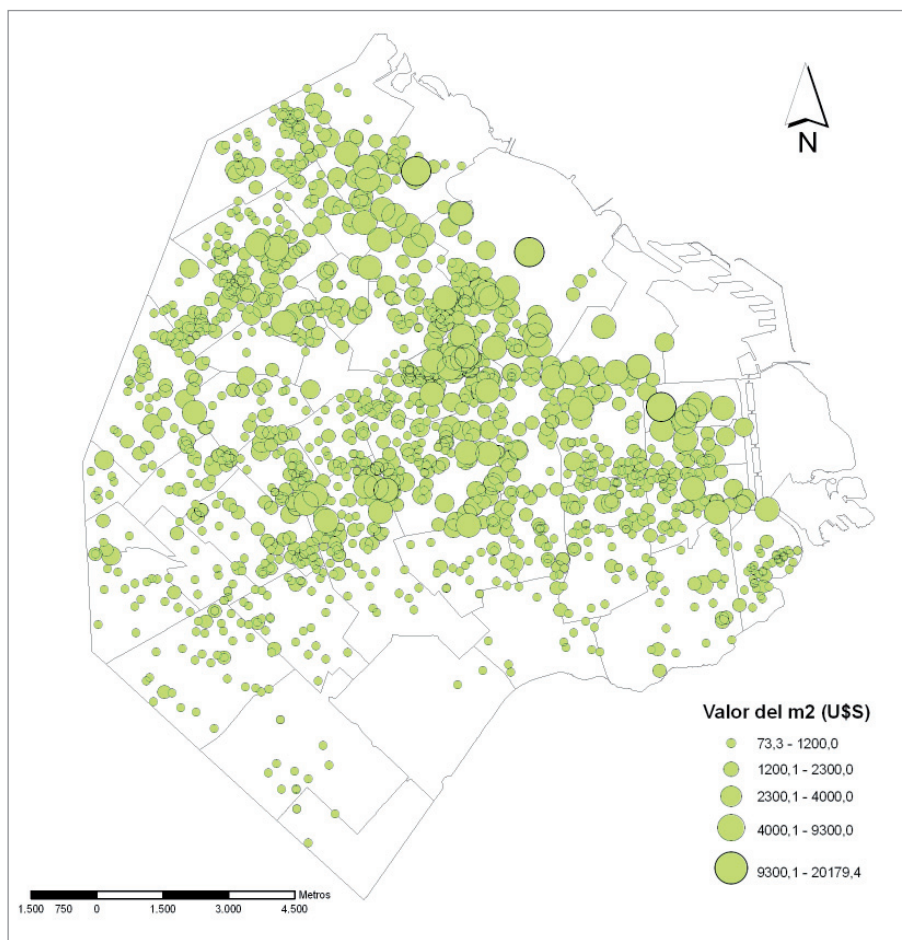 N
Valor del m2 (U$S)
73,3 - 1200,0
1200,1 - 2300,0
2300,1 - 4000,0
4000,1 - 9300,0
9300,1 - 20179,4
Metros
1.500 750 0 1.500 3.000 4.500